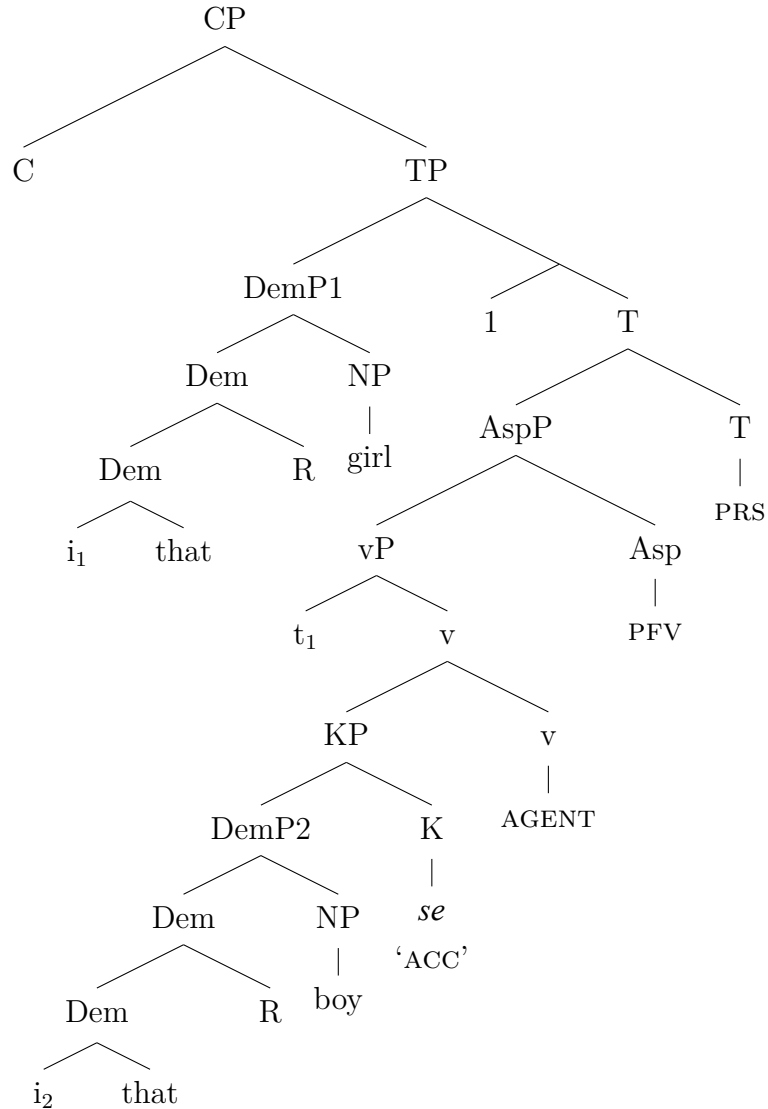 CP
C TP
DemP1
1 T
Dem NP
AspP T
Dem R girl
PRS
i₁ that vP Asp
t₁ v PFV
KP v
AGENT
DemP2 K
Dem NP se
‘ACC’
Dem R boy
i₂ that